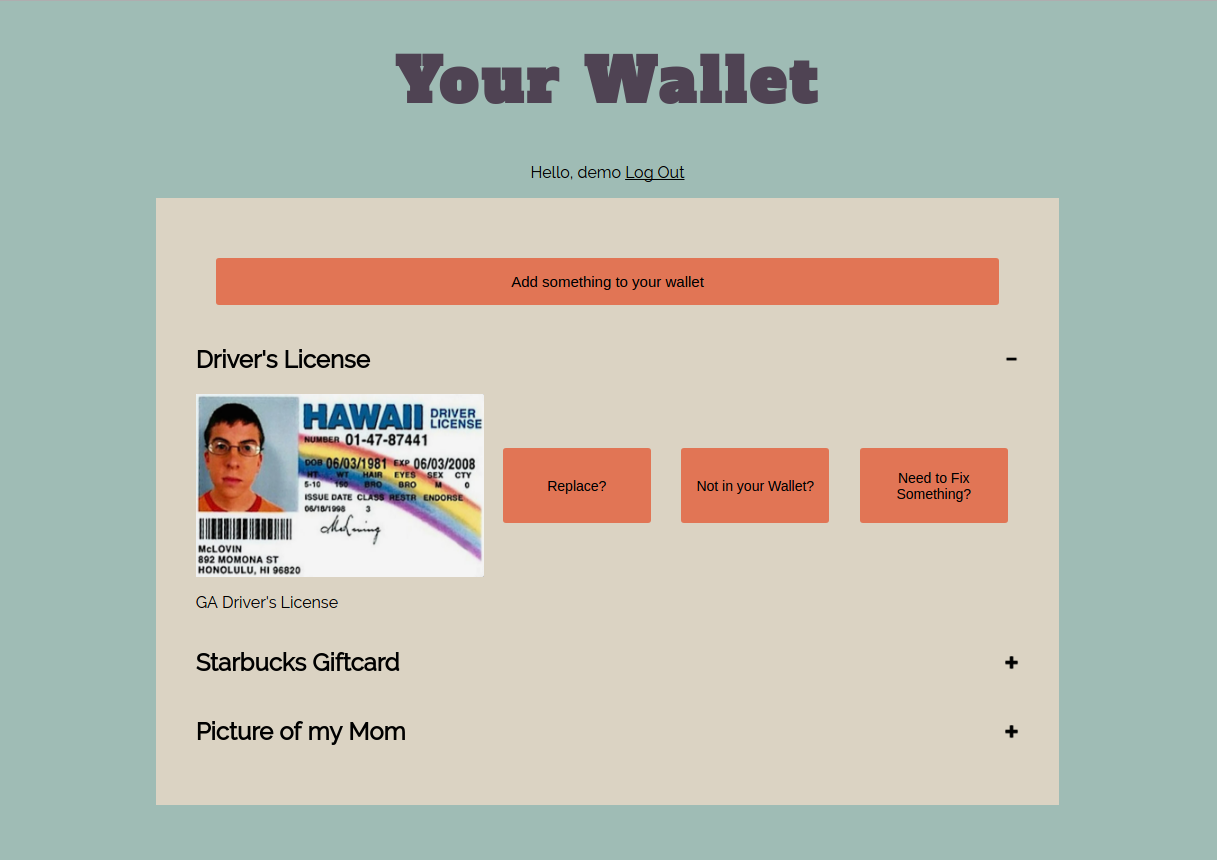 Your Wallet
Hello, demo Log Out
Add something to your wallet
Driver's License
HAWAII DRIVER
LICENSE
NUMBER 01-47-87441
DOB 06/03/1981 EXP 06/03/2008
HT WT HAIR EYES SEX CTY
5-10 150 BRO BRO M 0
ISSUE DATE CLASS RESTR ENDORSE
06/18/1998 3
McLOVIN
892 MOMONA ST
HONOLULU, HI 96820
Replace?
Not in your Wallet?
Need to Fix
Something?
GA Driver's License
Starbucks Giftcard
Picture of my Mom